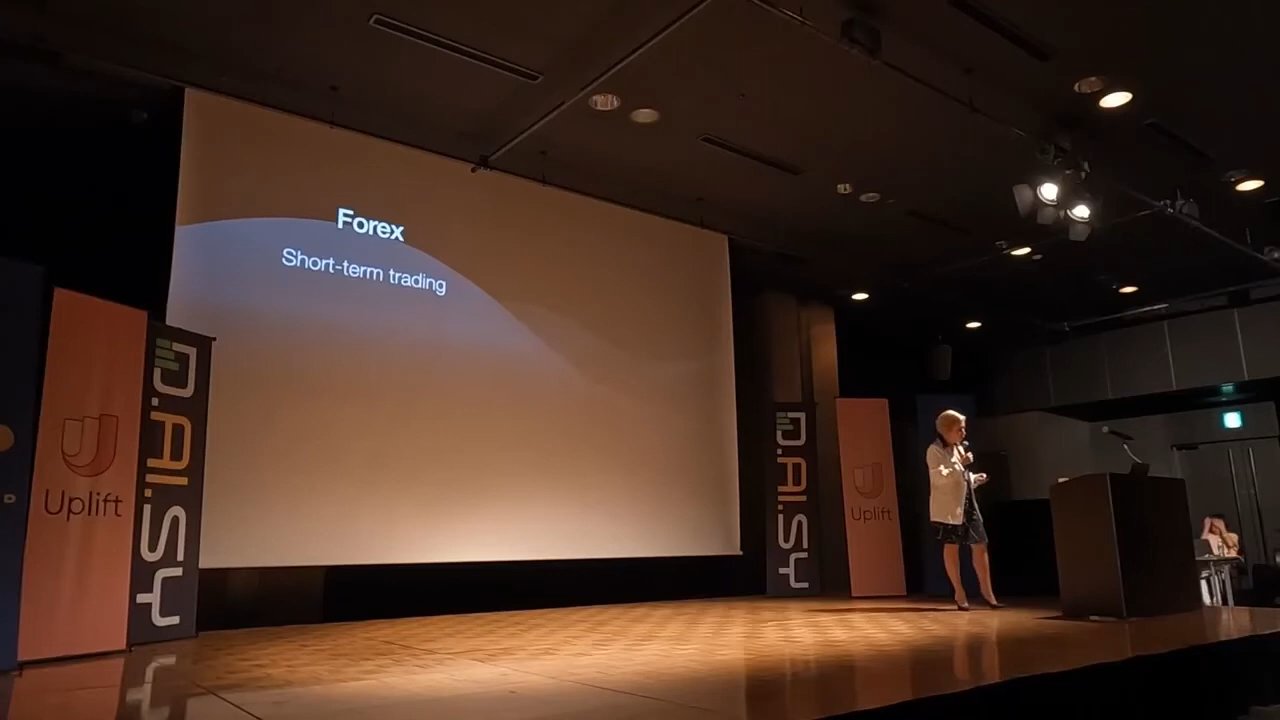 Forex
Short-term trading
Uplift
D.AI.SY
D.AI.SY
Uplift